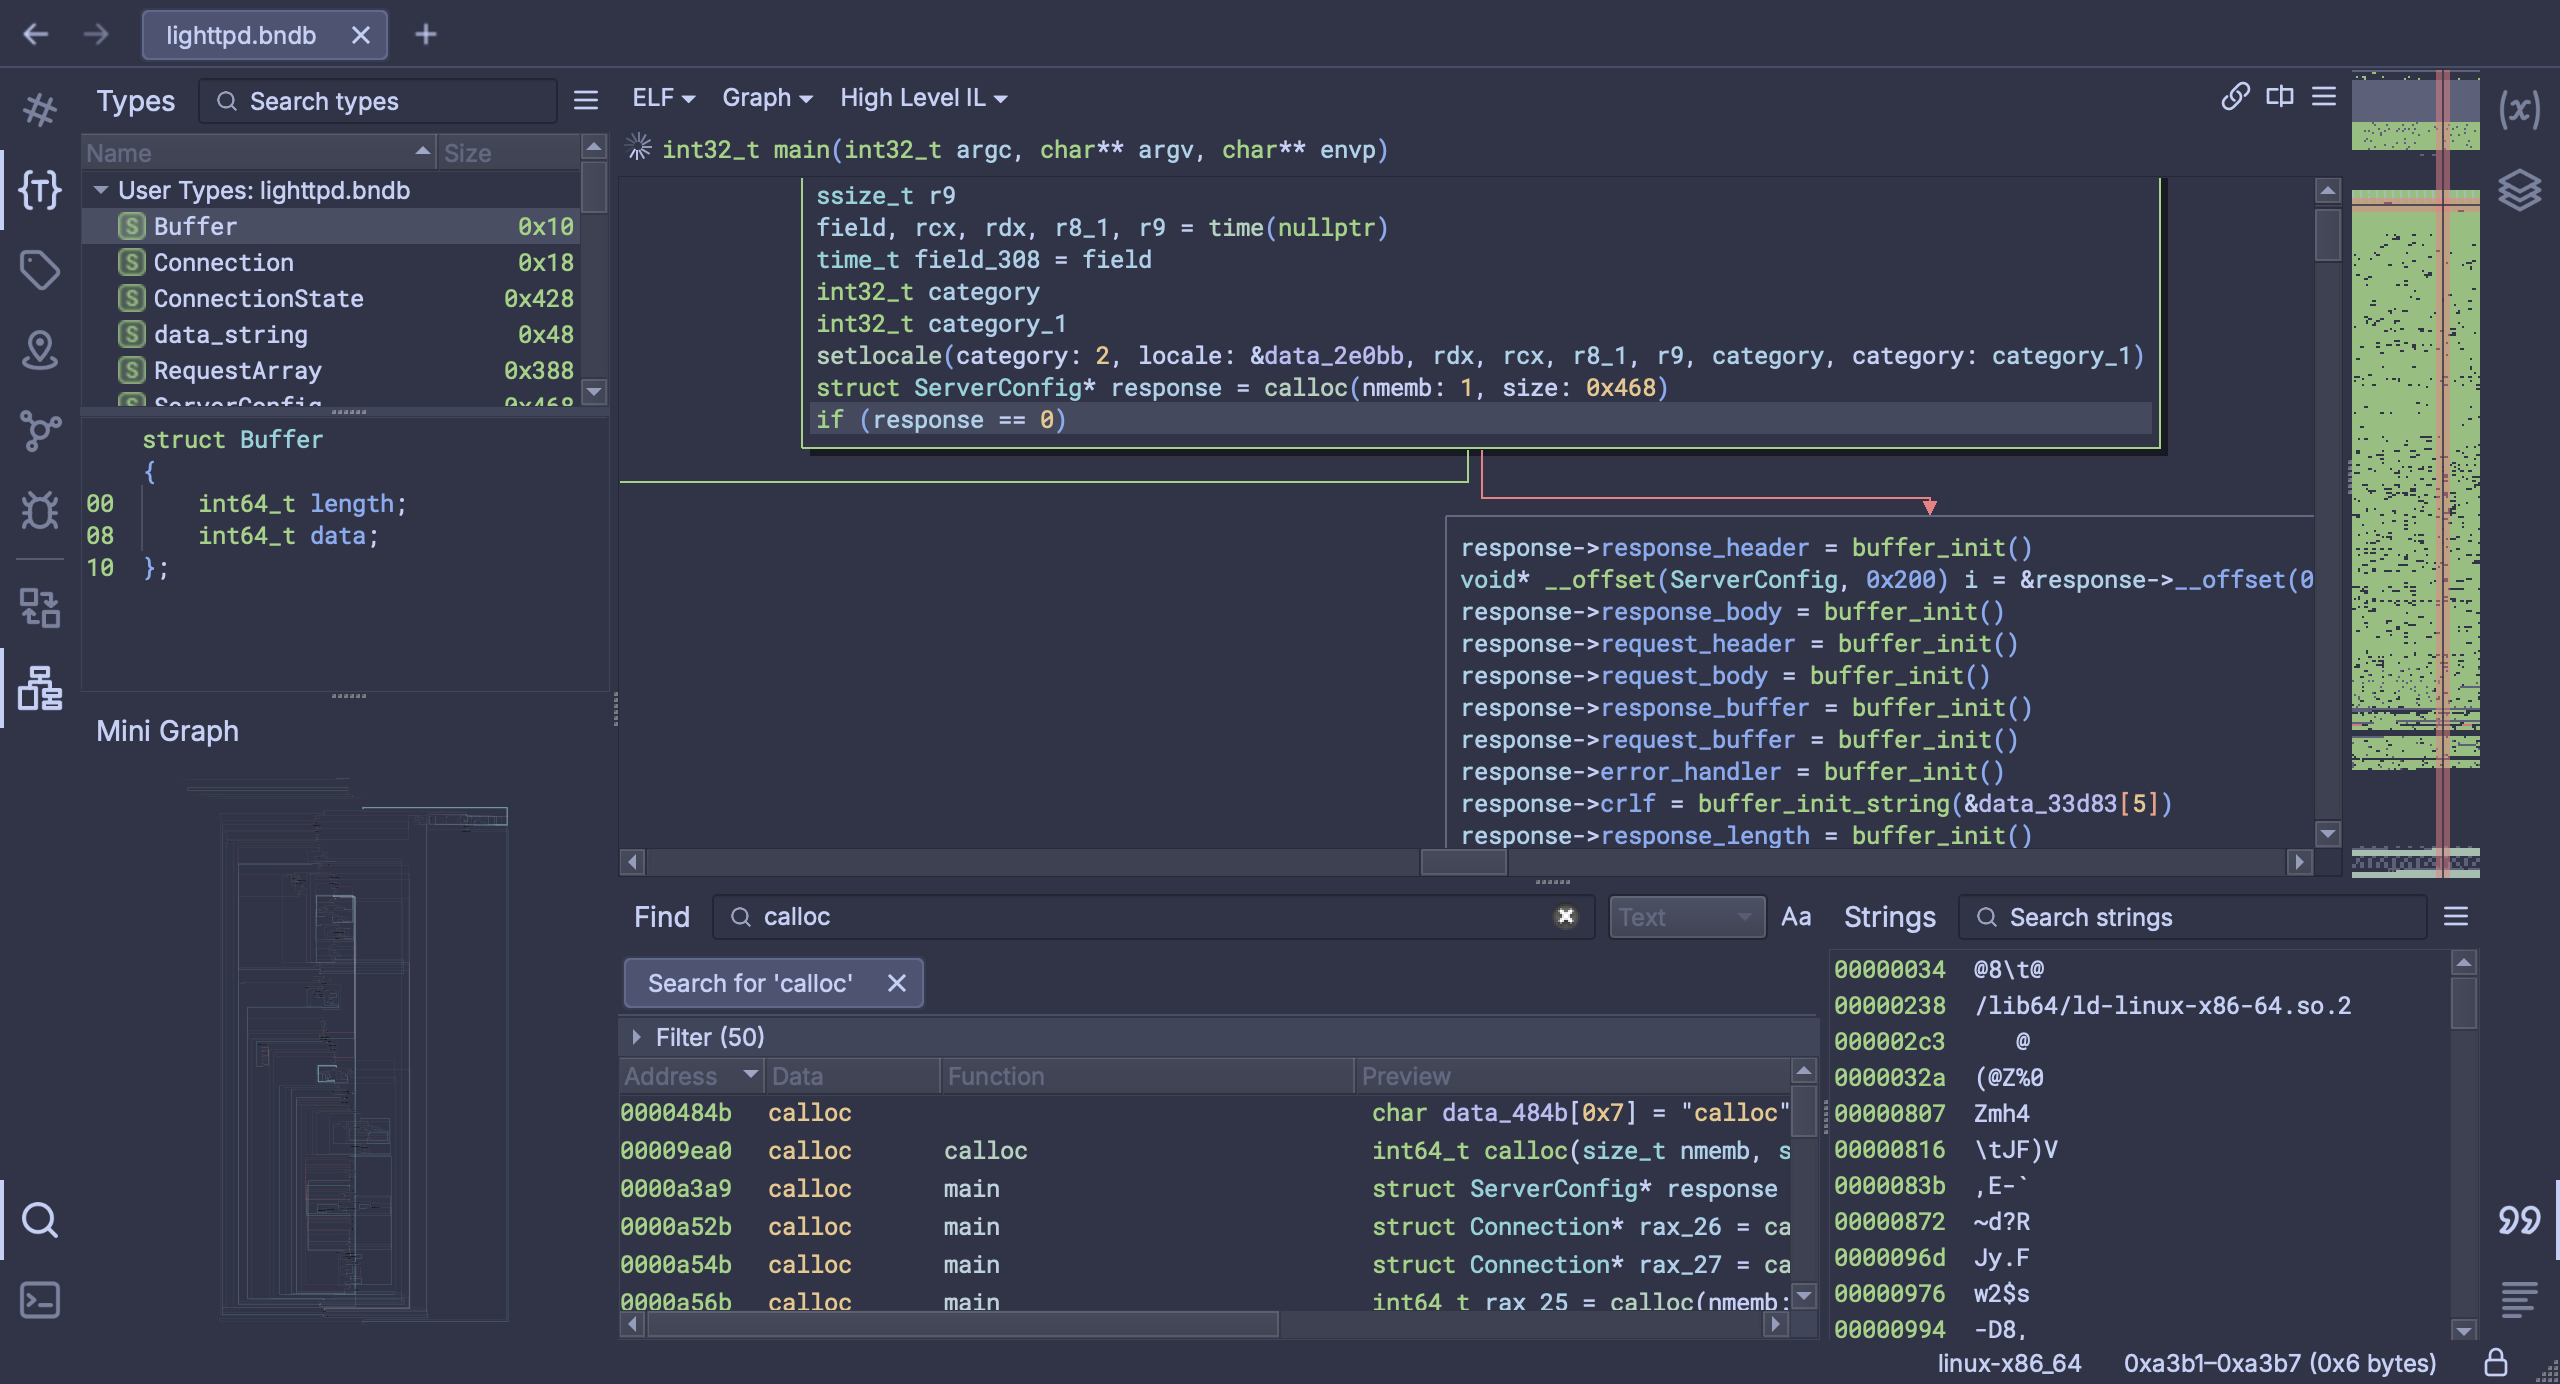 lighttpd.bndb
Types
Search types
Name
Size
User Types: lighttpd.bndb
S Buffer 0x10
S Connection 0x18
S ConnectionState 0x428
S data_string 0x48
S RequestArray 0x388
S ServerConfig 0x468
struct Buffer
{
00 int64_t length;
08 int64_t data;
10 };
Mini Graph
ELF
Graph
High Level IL
int32_t main(int32_t argc, char** argv, char** envp)
ssize_t r9
field, rcx, rdx, r8_1, r9 = time(nullptr)
time_t field_308 = field
int32_t category
int32_t category_1
setlocale(category: 2, locale: &data_2e0bb, rdx, rcx, r8_1, r9, category, category: category_1)
struct ServerConfig* response = calloc(nmemb: 1, size: 0x468)
if (response == 0)
response->response_header = buffer_init()
void* __offset(ServerConfig, 0x200) i = &response->__offset(0
response->response_body = buffer_init()
response->request_header = buffer_init()
response->request_body = buffer_init()
response->response_buffer = buffer_init()
response->request_buffer = buffer_init()
response->error_handler = buffer_init()
response->crlf = buffer_init_string(&data_33d83[5])
response->response_length = buffer_init()
Find
calloc
Text
Aa
Search for 'calloc'
Filter (50)
Address Data Function Preview
0000484b calloc char data_484b[0x7] = "calloc"
00009ea0 calloc calloc int64_t calloc(size_t nmemb, s
0000a3a9 calloc main struct ServerConfig* response
0000a52b calloc main struct Connection* rax_26 = ca
0000a54b calloc main struct Connection* rax_27 = ca
0000a56b calloc main int64_t rax_25 = calloc(nmemb:
Strings
Search strings
00000034 @8\t@
00000238 /lib64/ld-linux-x86-64.so.2
000002c3 @
0000032a (@Z%0
00000807 Zmh4
00000816 \tJF)V
0000083b ,E-`
00000872 ~d?R
0000096d Jy.F
00000976 w2$s
00000994 -D8,
linux-x86_64
0xa3b1–0xa3b7 (0x6 bytes)